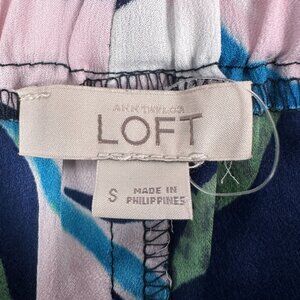 ANN TAYLOR
LOFT
S
MADE IN
PHILIPPINES